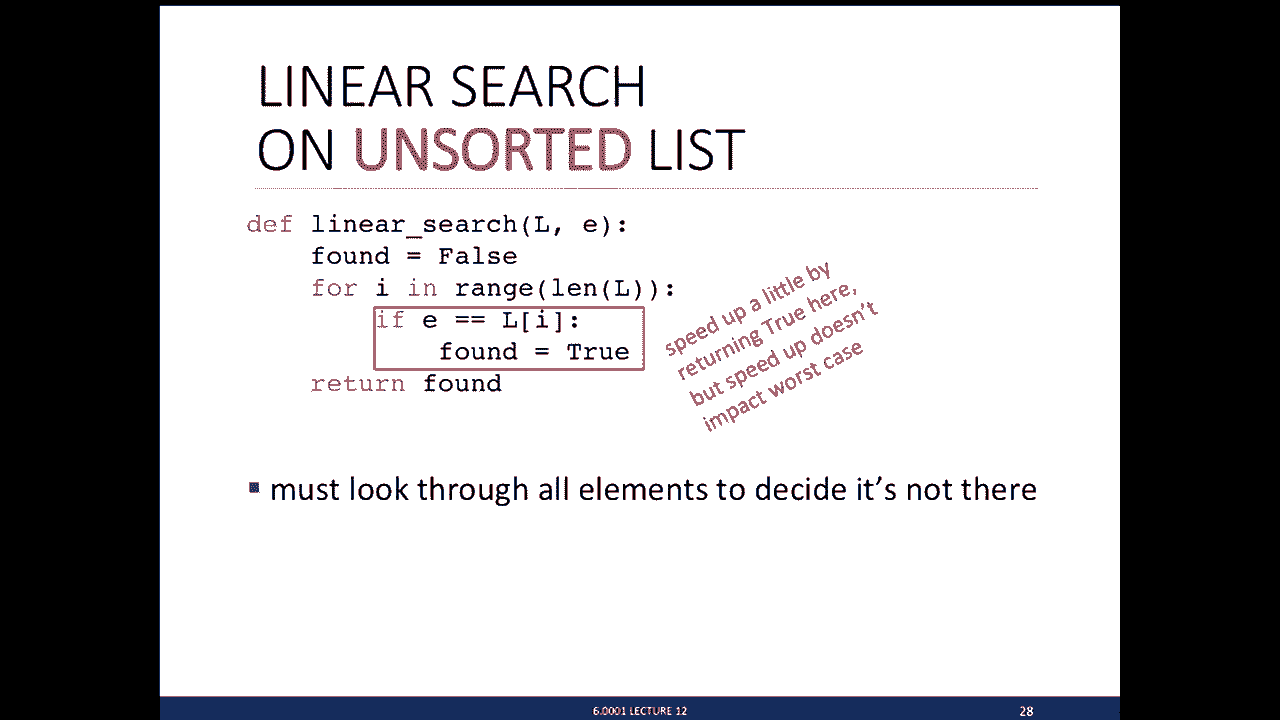 LINEAR SEARCH
ON UNSORTED LIST
def linear_search(L, e):
    found = False
    for i in range(len(L)):
        if e == L[i]:
            found = True
    return found
speed up a little by
returning True here,
but speed up doesn't
impact worst case
▪ must look through all elements to decide it's not there
6.0001 LECTURE 12
28